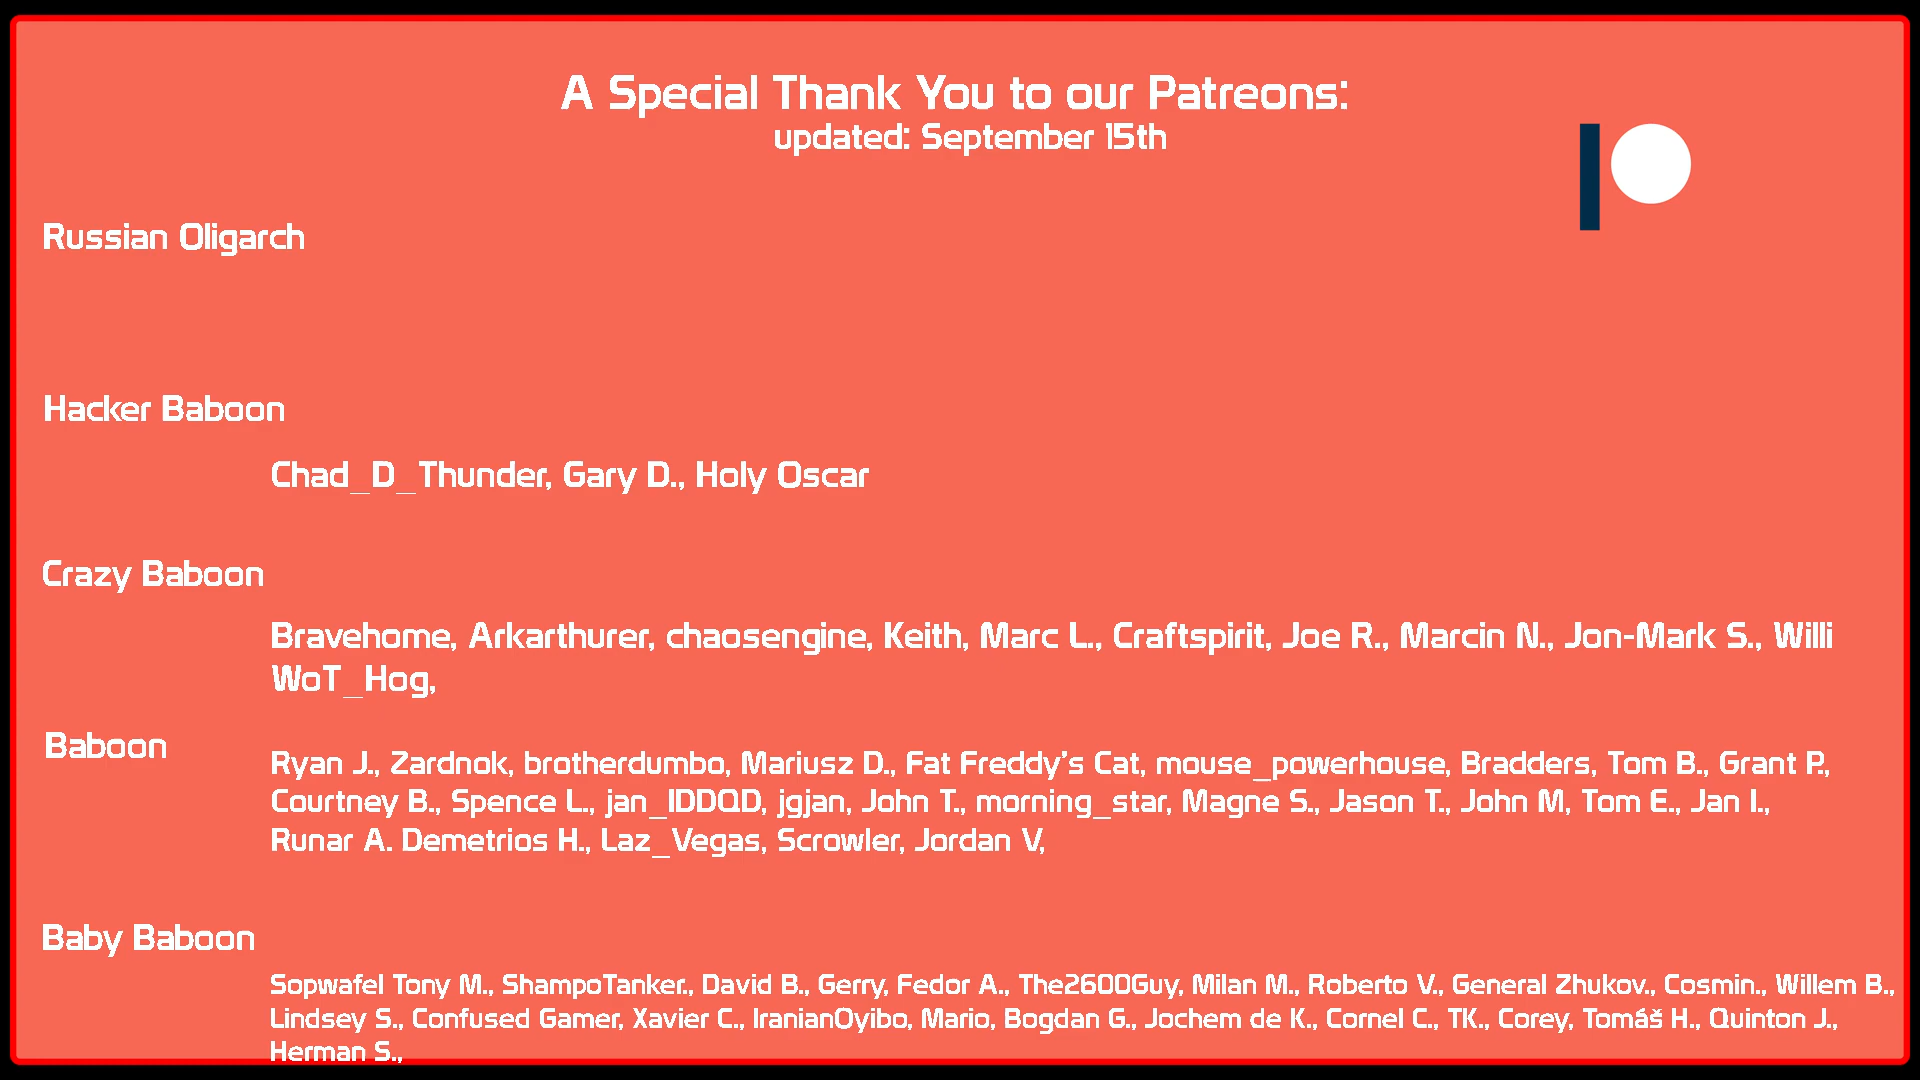 A Special Thank You to our Patreons:
updated: September 15th
Russian Oligarch
Hacker Baboon
Chad_D_Thunder, Gary D., Holy Oscar
Crazy Baboon
Bravehome, Arkarthurer, chaosengine, Keith, Marc L., Craftspirit, Joe R., Marcin N., Jon-Mark S., Willi
WoT_Hog,
Baboon
Ryan J., Zardnok, brotherdumbo, Mariusz D., Fat Freddy's Cat, mouse_powerhouse, Bradders, Tom B., Grant P.,
Courtney B., Spence L., jan_IDDQD, jgjan, John T., morning_star, Magne S., Jason T., John M, Tom E., Jan I.,
Runar A. Demetrios H., Laz_Vegas, Scrowler, Jordan V,
Baby Baboon
Sopwafel Tony M., ShampoTanker., David B., Gerry, Fedor A., The2600Guy, Milan M., Roberto V., General Zhukov., Cosmin., Willem B.,
Lindsey S., Confused Gamer, Xavier C., IranianOyibo, Mario, Bogdan G., Jochem de K., Cornel C., TK., Corey, Tomáš H., Quinton J.,
Herman S.,